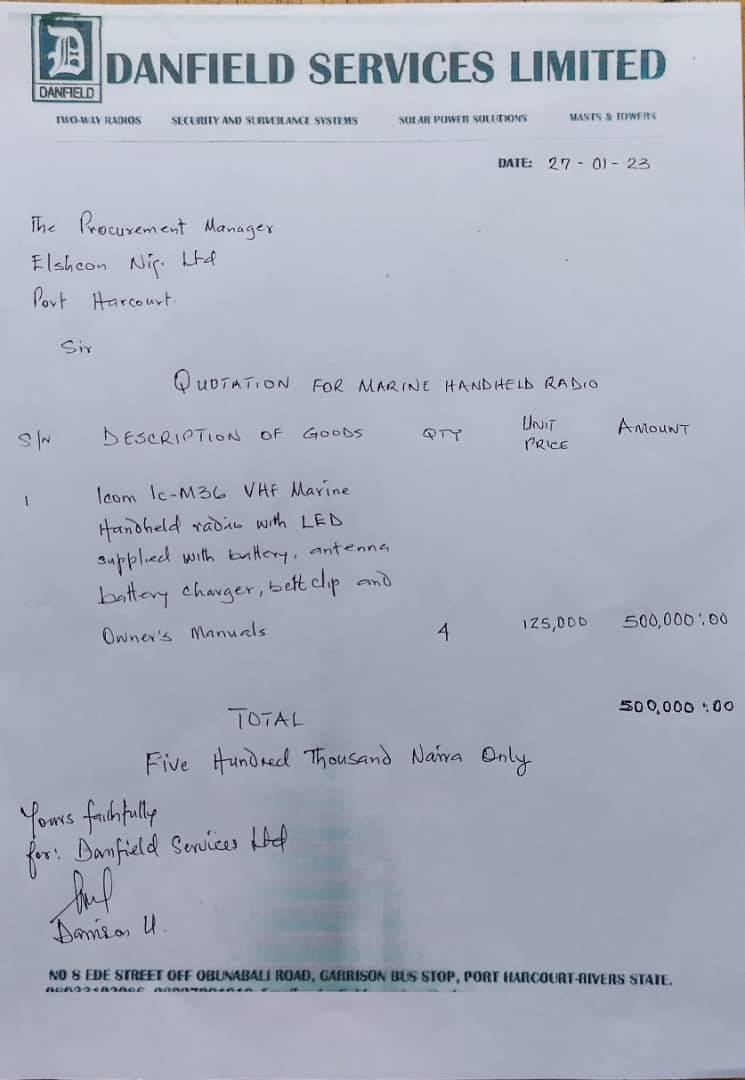 D
DANFIELD
DANFIELD SERVICES LIMITED
TWO-WAY RADIOS SECURITY AND SURVEILANCE SYSTEMS SOLAR POWER SOLUTIONS MASTS & TOWERS
DATE: 27 - 01 - 23
The Procurement Manager
Elshcon Nig. Ltd
Port Harcourt.
Sir
QUOTATION FOR MARINE HANDHELD RADIO
S/N DESCRIPTION OF GOODS QTY UNIT PRICE AMOUNT
1 Icom Ic-M36 VHF Marine
Handheld radio with LED
supplied with battery, antenna
battery charger, belt clip and
Owner's Manuals 4 125,000 500,000:00
TOTAL 500,000:00
Five Hundred Thousand Naira Only
Yours faithfully
for: Danfield Services Ltd
U.
NO 8 EDE STREET OFF OBUNABALI ROAD, GARRISON BUS STOP, PORT HARCOURT-RIVERS STATE.